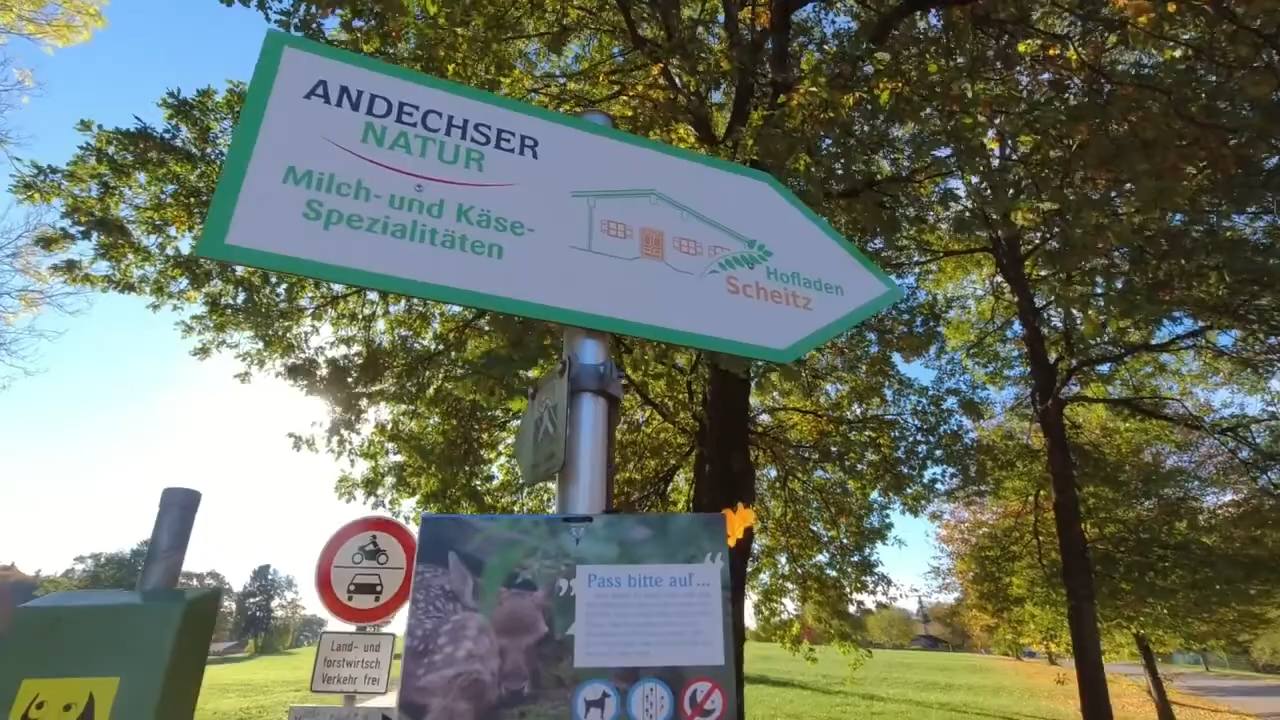 ANDECHSER
NATUR
Milch- und Käse-
Spezialitäten
Hofladen
Scheitz
Pass bitte auf...
Land- und
forstwirtsch
Verkehr frei